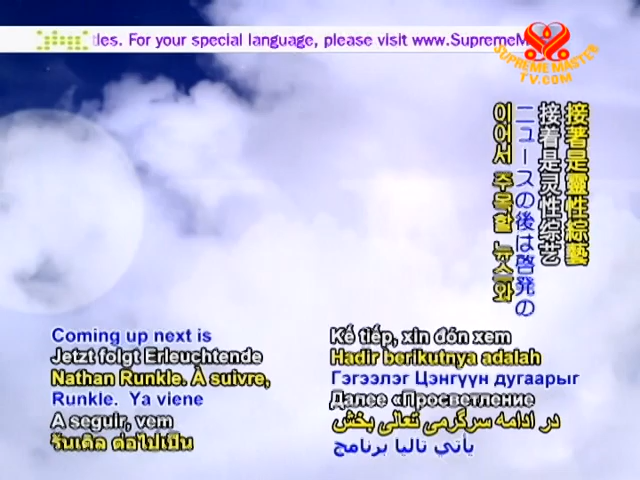 tles. For your special language, please visit www.SupremeM
SUPREME MASTER
TV.COM
接著是靈性綜藝
接着是灵性综艺
ニュースの後は啓発の
이어서 주목할 뉴스와
Coming up next is
Jetzt folgt Erleuchtende
Nathan Runkle. À suivre,
Runkle. Ya viene
A seguir, vem
รันเคิล ต่อไปเป็น
Kế tiếp, xin đón xem
Hadir berikutnya adalah
Гэгээлэг Цэнгүүн дугаарыг
Далее «Просветление
در ادامه سرگرمی تعالی بخش
يأتي تاليا برنامج